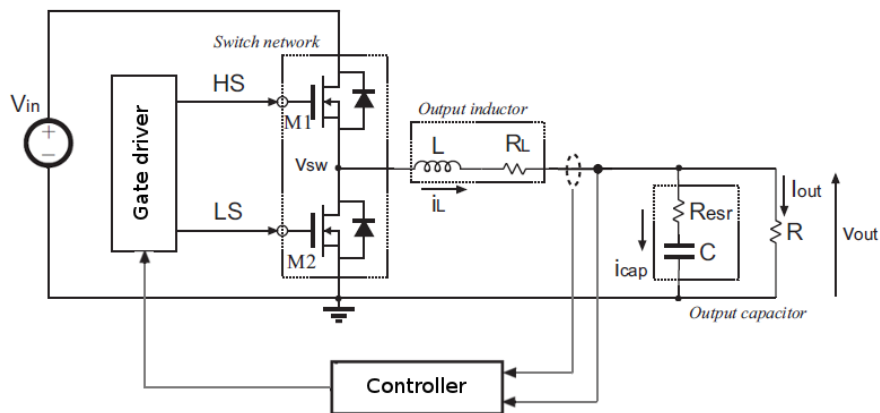 Switch network
HS
Vin
Gate driver
M1
Output inductor
L
RL
Vsw
iL
LS
M2
Iout
Resr
R
Vout
icap
C
Output capacitor
Controller